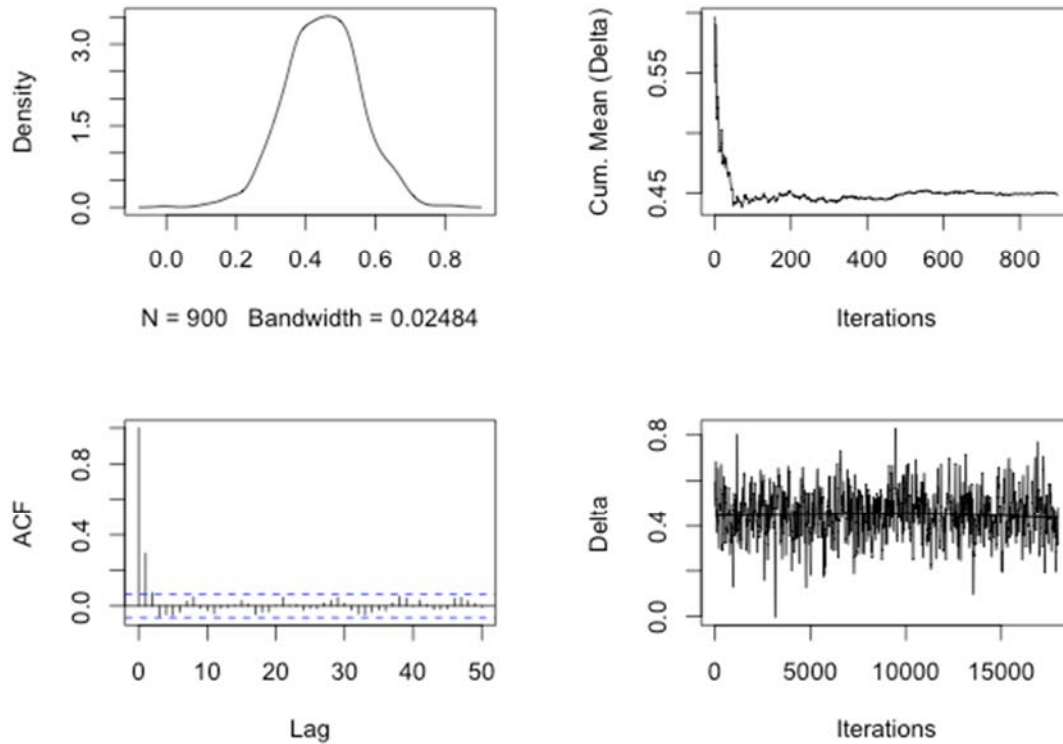 Density
0.0 1.5 3.0
0.0 0.2 0.4 0.6 0.8
N = 900 Bandwidth = 0.02484
Cum. Mean (Delta)
0.45 0.55
0 200 400 600 800
Iterations
ACF
0.0 0.4 0.8
0 10 20 30 40 50
Lag
Delta
0.0 0.4 0.8
0 5000 10000 15000
Iterations